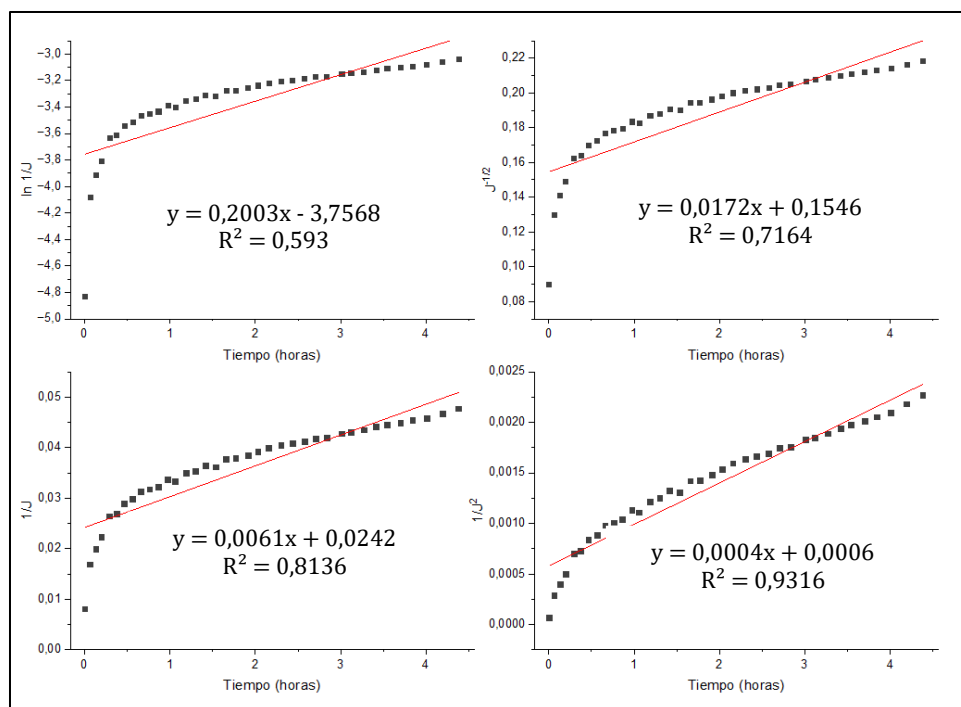 ln 1/J
−3,0
−3,2
−3,4
−3,6
−3,8
−4,0
−4,2
−4,4
−4,6
−4,8
−5,0
y = 0,2003x - 3,7568
R² = 0,593
0 1 2 3 4
Tiempo (horas)
J^-1/2
0,22
0,20
0,18
0,16
0,14
0,12
0,10
0,08
y = 0,0172x + 0,1546
R² = 0,7164
0 1 2 3 4
Tiempo (horas)
1/J
0,05
0,04
0,03
0,02
0,01
0,00
y = 0,0061x + 0,0242
R² = 0,8136
0 1 2 3 4
Tiempo (horas)
1/J²
0,0025
0,0020
0,0015
0,0010
0,0005
0,0000
y = 0,0004x + 0,0006
R² = 0,9316
0 1 2 3 4
Tiempo (horas)